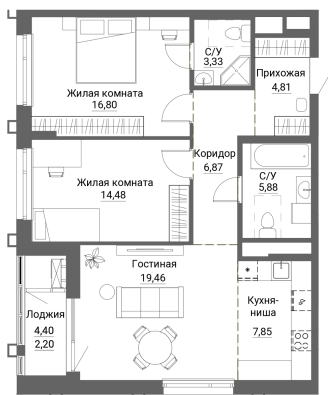 С/У
3,33
Прихожая
4,81
Жилая комната
16,80
Коридор
6,87
С/У
5,88
Жилая комната
14,48
Гостиная
19,46
Кухня-
ниша
7,85
Лоджия
4,40
2,20